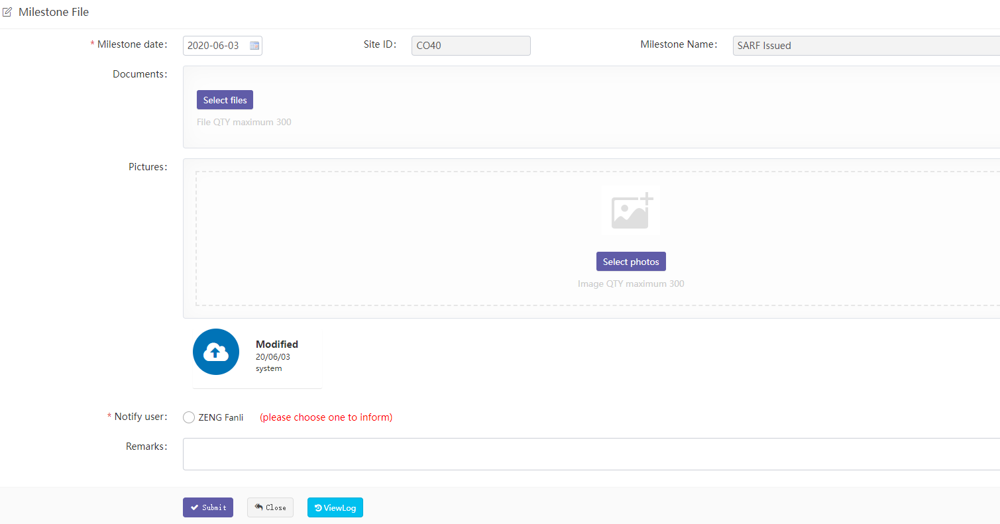 Milestone File
* Milestone date: 2020-06-03 Site ID: CO40 Milestone Name: SARF Issued
Documents:
Select files
File QTY maximum 300
Pictures:
Select photos
Image QTY maximum 300
Modified
20/06/03
system
* Notify user: ZENG Fanli (please choose one to inform)
Remarks:
Submit Close ViewLog